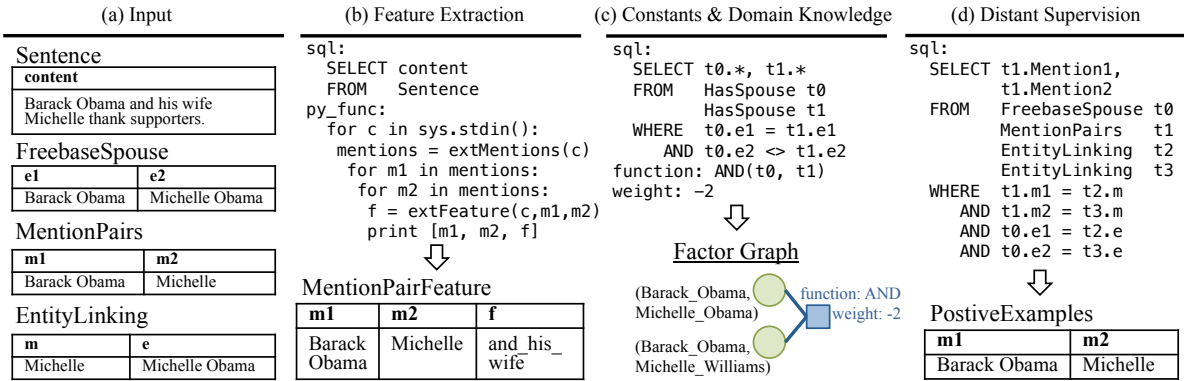 (a) Input
Sentence
content
Barack Obama and his wife
Michelle thank supporters.
FreebaseSpouse
e1 e2
Barack Obama Michelle Obama
MentionPairs
m1 m2
Barack Obama Michelle
EntityLinking
m e
Michelle Michelle Obama
(b) Feature Extraction
sql:
SELECT content
FROM Sentence
py_func:
for c in sys.stdin():
mentions = extMentions(c)
for m1 in mentions:
for m2 in mentions:
f = extFeature(c,m1,m2)
print [m1, m2, f]
MentionPairFeature
m1 m2 f
Barack Obama Michelle and_his_wife
(c) Constants & Domain Knowledge
sql:
SELECT t0.*, t1.*
FROM HasSpouse t0
HasSpouse t1
WHERE t0.e1 = t1.e1
AND t0.e2 <> t1.e2
function: AND(t0, t1)
weight: -2
Factor Graph
(Barack_Obama,
Michelle_Obama)
function: AND
weight: -2
(Barack_Obama,
Michelle_Williams)
(d) Distant Supervision
sql:
SELECT t1.Mention1,
t1.Mention2
FROM FreebaseSpouse t0
MentionPairs t1
EntityLinking t2
EntityLinking t3
WHERE t1.m1 = t2.m
AND t1.m2 = t3.m
AND t0.e1 = t2.e
AND t0.e2 = t3.e
PostiveExamples
m1 m2
Barack Obama Michelle